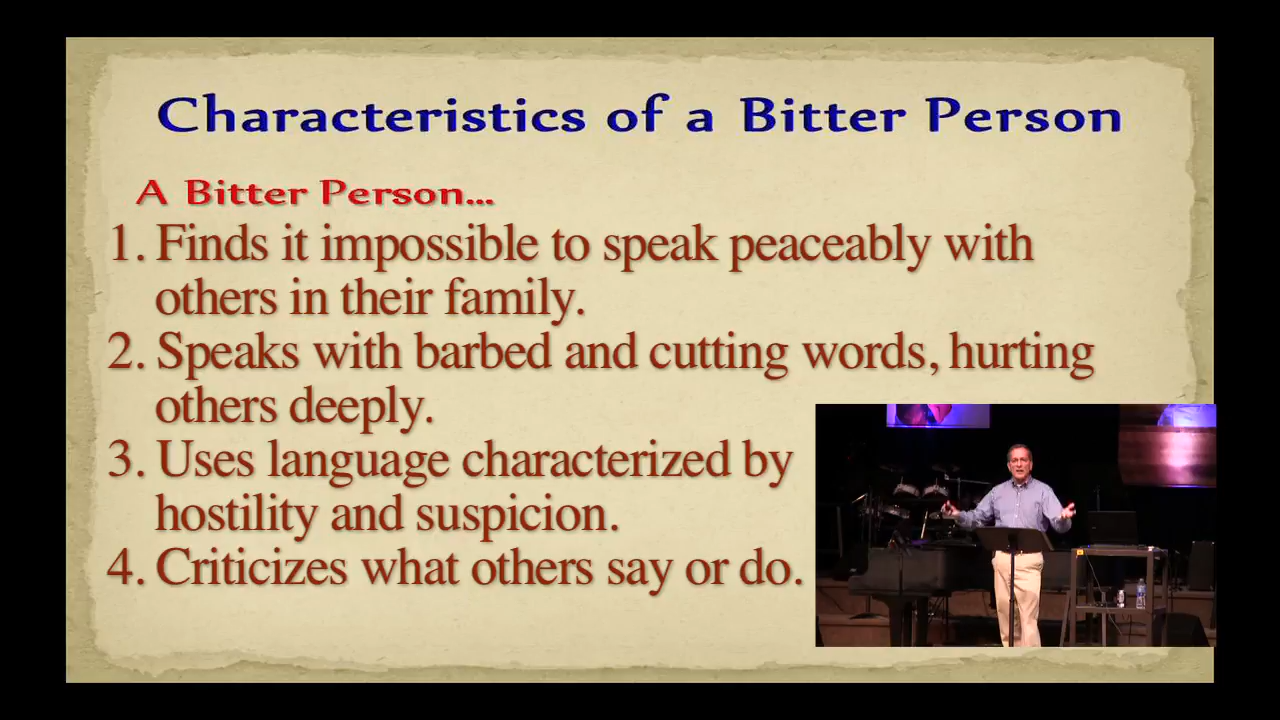 Characteristics of a Bitter Person
A Bitter Person...
1. Finds it impossible to speak peaceably with
others in their family.
2. Speaks with barbed and cutting words, hurting
others deeply.
3. Uses language characterized by
hostility and suspicion.
4. Criticizes what others say or do.